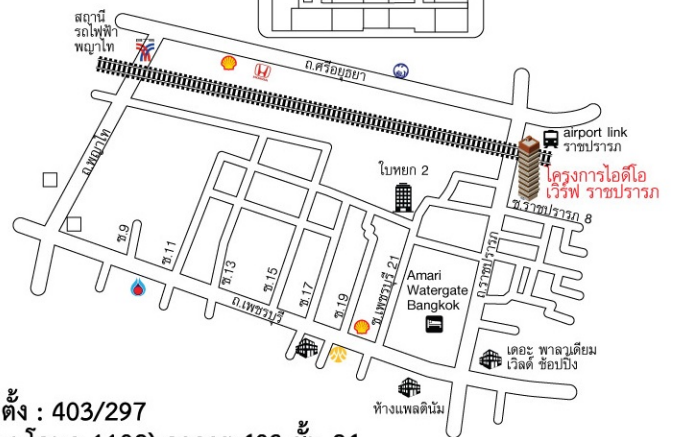 สถานี
รถไฟฟ้า
พญาไท
ถ.ศรีอยุธยา
airport link
ราชปรารภ
โครงการไอดีโอ
เวิร์ฟ ราชปรารภ
ซ.ราชปรารภ 8
ถ.พญาไท
ใบหยก 2
ซ.9
ซ.11
ซ.13
ซ.15
ซ.17
ซ.19
ซ.เพชรบุรี 21
ถ.ราชปรารภ
Amari
Watergate
Bangkok
ถ.เพชรบุรี
เดอะ พาลาเดียม
เวิลด์ ช้อปปิ้ง
ห้างแพลตินัม
ตั้ง : 403/297